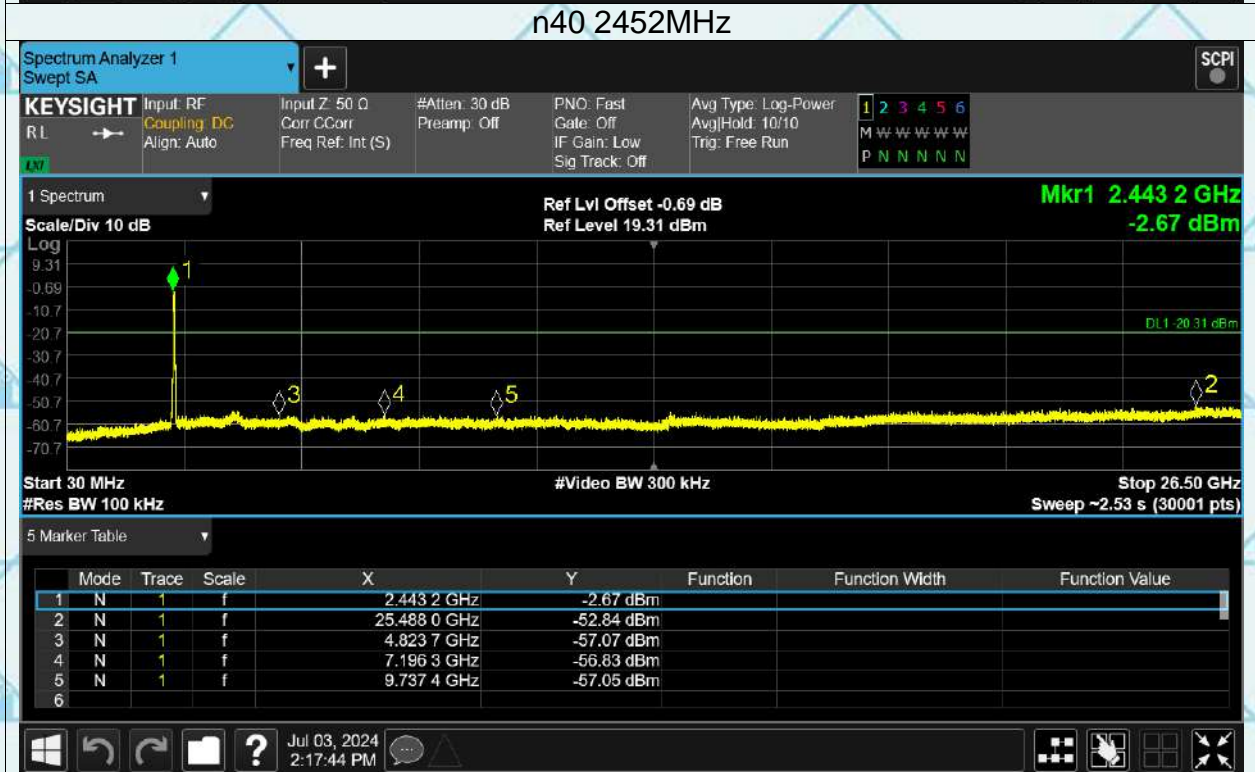 n40 2452MHz
Spectrum Analyzer 1
Swept SA
+
SCPI
KEYSIGHT Input: RF Input Z: 50 Ω #Atten: 30 dB PNO: Fast Avg Type: Log-Power 1 2 3 4 5 6
RL Coupling: DC Corr CCorr Preamp: Off Gate: Off Avg|Hold: 10/10 M W W W W W
Align: Auto Freq Ref: Int (S) IF Gain: Low Trig: Free Run
LXI Sig Track: Off P N N N N N
1 Spectrum Ref Lvl Offset -0.69 dB Mkr1 2.443 2 GHz
Scale/Div 10 dB Ref Level 19.31 dBm -2.67 dBm
Log
9.31
1
-0.69
-10.7
DL1 -20.31 dBm
-20.7
-30.7
-40.7
3 4 5 2
-50.7
-60.7
-70.7
Start 30 MHz #Video BW 300 kHz Stop 26.50 GHz
#Res BW 100 kHz Sweep ~2.53 s (30001 pts)
5 Marker Table
Mode Trace Scale X Y Function Function Width Function Value
1 N 1 f 2.443 2 GHz -2.67 dBm
2 N 1 f 25.488 0 GHz -52.84 dBm
3 N 1 f 4.823 7 GHz -57.07 dBm
4 N 1 f 7.196 3 GHz -56.83 dBm
5 N 1 f 9.737 4 GHz -57.05 dBm
6
? Jul 03, 2024
2:17:44 PM